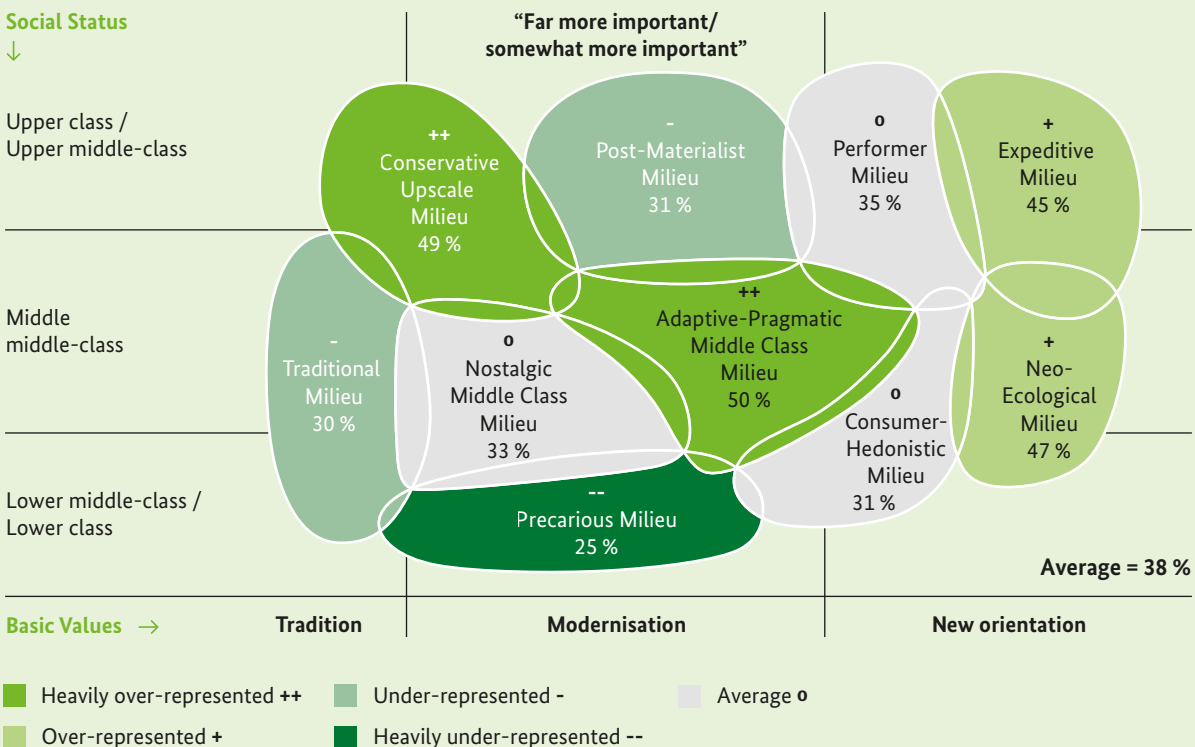 Social Status
↓
“Far more important/
somewhat more important”
Upper class /
Upper middle-class
++
Conservative
Upscale
Milieu
49 %
-
Post-Materialist
Milieu
31 %
o
Performer
Milieu
35 %
+
Expeditive
Milieu
45 %
Middle
middle-class
-
Traditional
Milieu
30 %
o
Nostalgic
Middle Class
Milieu
33 %
++
Adaptive-Pragmatic
Middle Class
Milieu
50 %
o
Consumer-
Hedonistic
Milieu
31 %
+
Neo-
Ecological
Milieu
47 %
Lower middle-class /
Lower class
--
Precarious Milieu
25 %
Average = 38 %
Basic Values →
Tradition
Modernisation
New orientation
Heavily over-represented ++
Under-represented -
Average o
Over-represented +
Heavily under-represented --